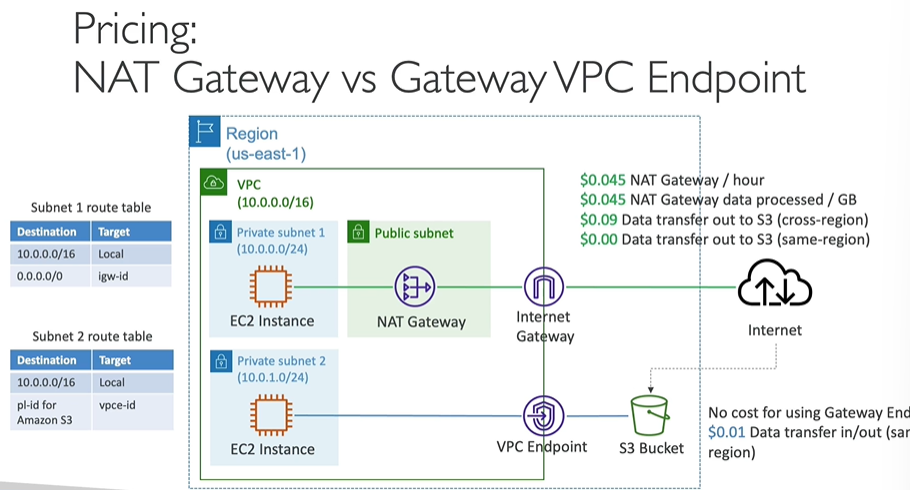 Pricing:
NAT Gateway vs Gateway VPC Endpoint
Region
(us-east-1)
VPC
(10.0.0.0/16)
$0.045 NAT Gateway / hour
$0.045 NAT Gateway data processed / GB
$0.09 Data transfer out to S3 (cross-region)
$0.00 Data transfer out to S3 (same-region)
Subnet 1 route table
Destination Target
10.0.0.0/16 Local
0.0.0.0/0 igw-id
Private subnet 1
(10.0.0.0/24)
EC2 Instance
Public subnet
NAT Gateway
Internet
Gateway
Internet
Subnet 2 route table
Destination Target
10.0.0.0/16 Local
pl-id for
Amazon S3
vpce-id
Private subnet 2
(10.0.1.0/24)
EC2 Instance
VPC Endpoint
S3 Bucket
No cost for using Gateway End
$0.01 Data transfer in/out (sar
region)